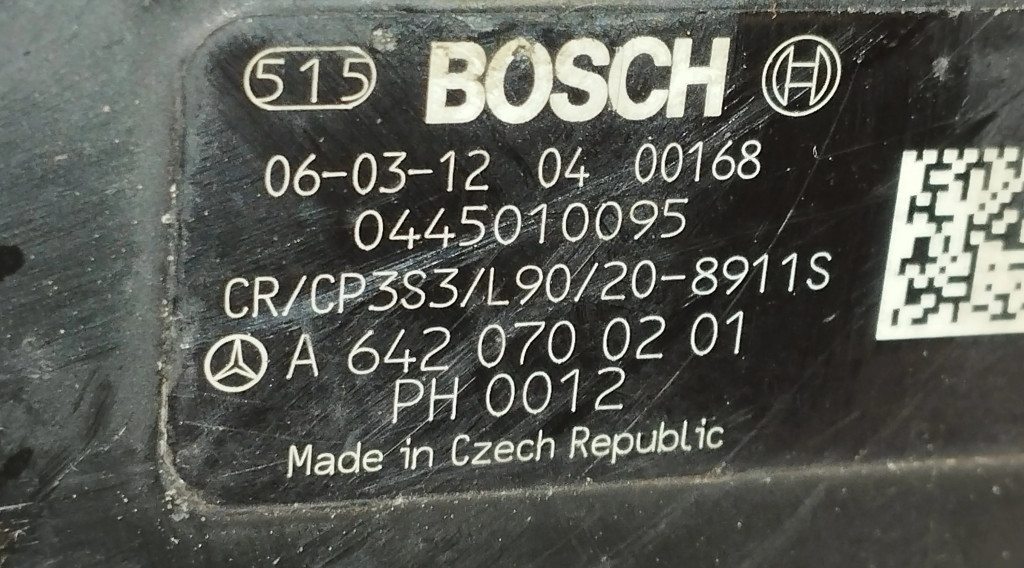 515 BOSCH
06-03-12 04 00168
0445010095
CR/CP3S3/L90/20-8911S
A 642 070 02 01
PH 0012
Made in Czech Republic